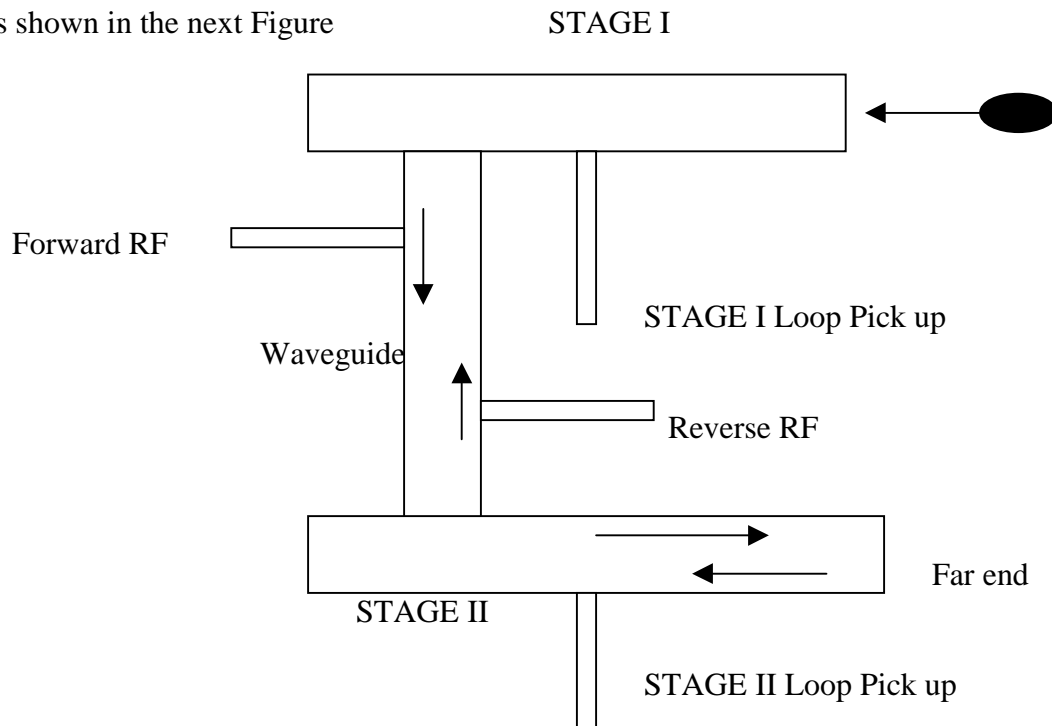 s shown in the next Figure
STAGE I
Forward RF
STAGE I Loop Pick up
Waveguide
Reverse RF
Far end
STAGE II
STAGE II Loop Pick up